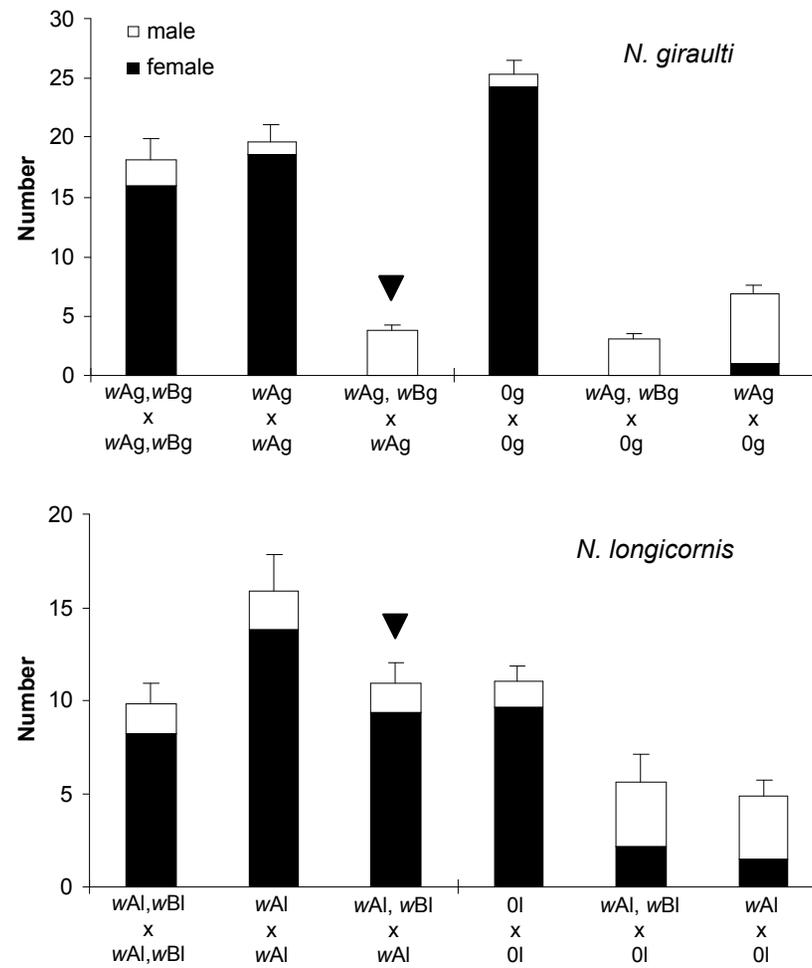 30
25
20
15
10
5
0
Number
male
female
N. giraulti
wAg,wBg wAg wAg, wBg 0g wAg, wBg wAg
x x x x x x
wAg,wBg wAg wAg 0g 0g 0g
20
15
10
5
0
Number
N. longicornis
wAl,wBl wAl wAl, wBl 0l wAl, wBl wAl
x x x x x x
wAl,wBl wAl wAl 0l 0l 0l